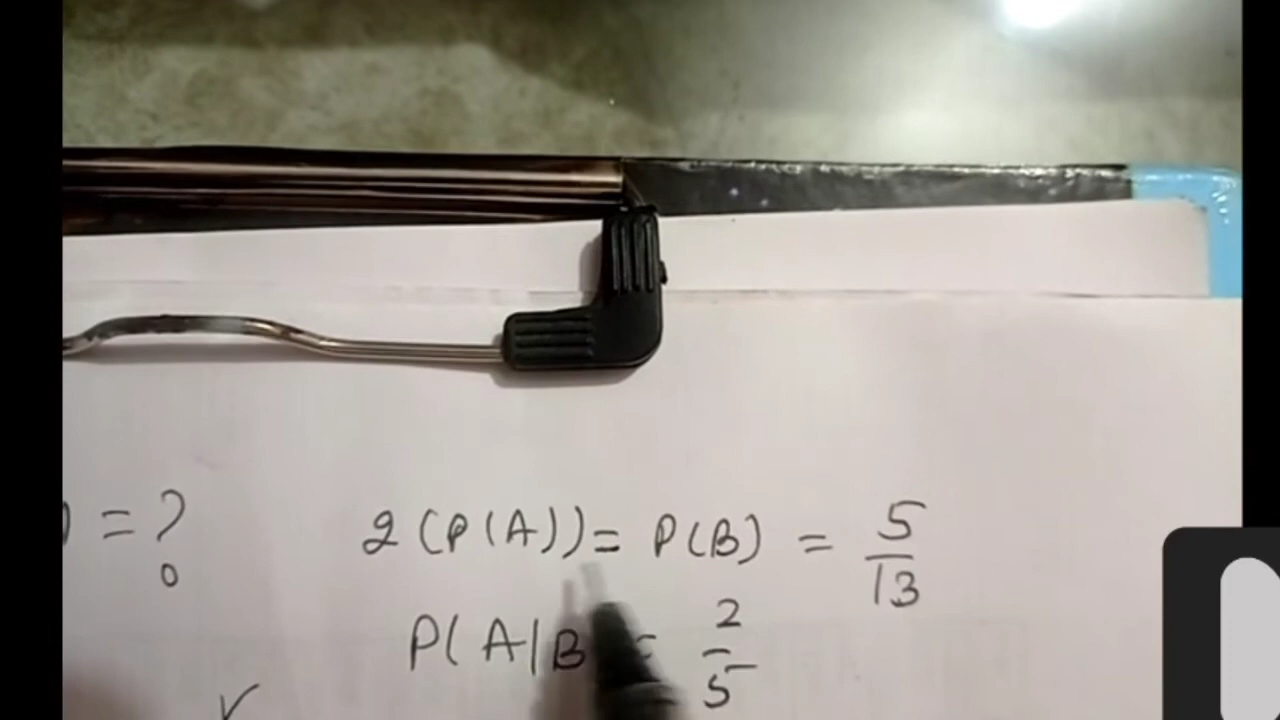 ) = ? 2(P(A)) = P(B) = 5/13
P(A|B = 2/5